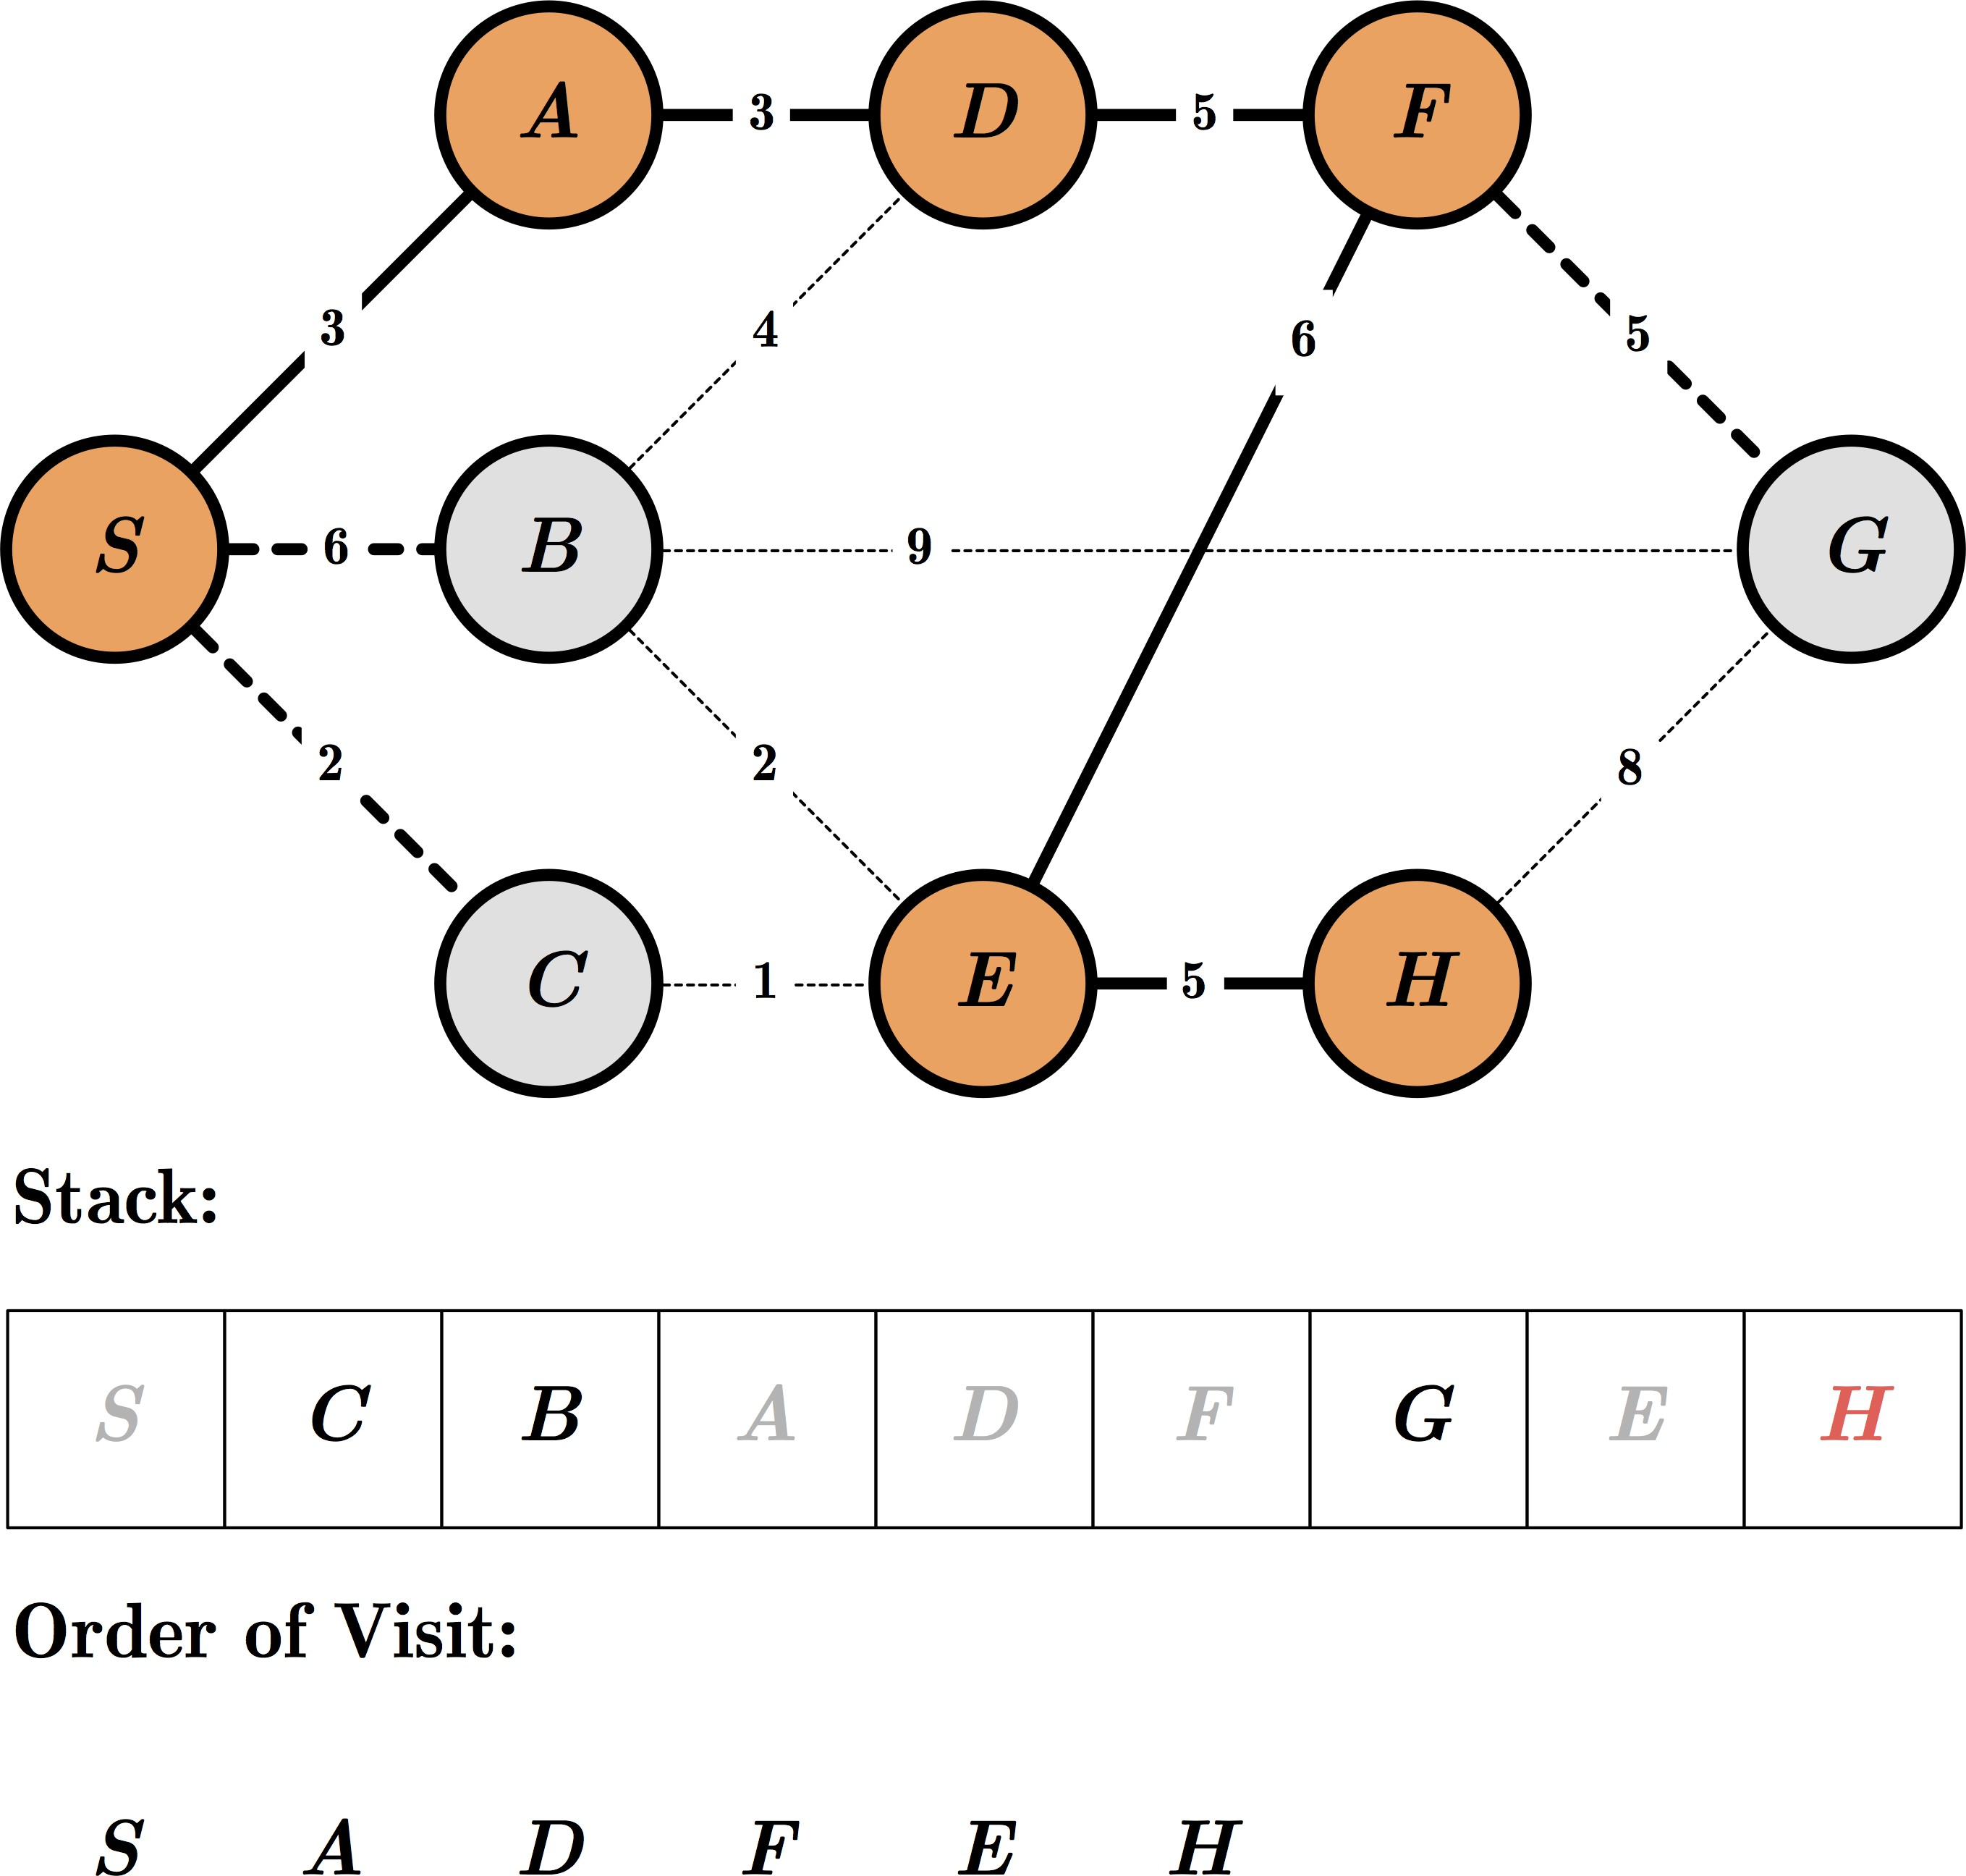 A 3 D 5 F
3 4 6 5
S 6 B 9 G
2 2 8
C 1 E 5 H
Stack:
S C B A D F G E H
Order of Visit:
S A D F E H